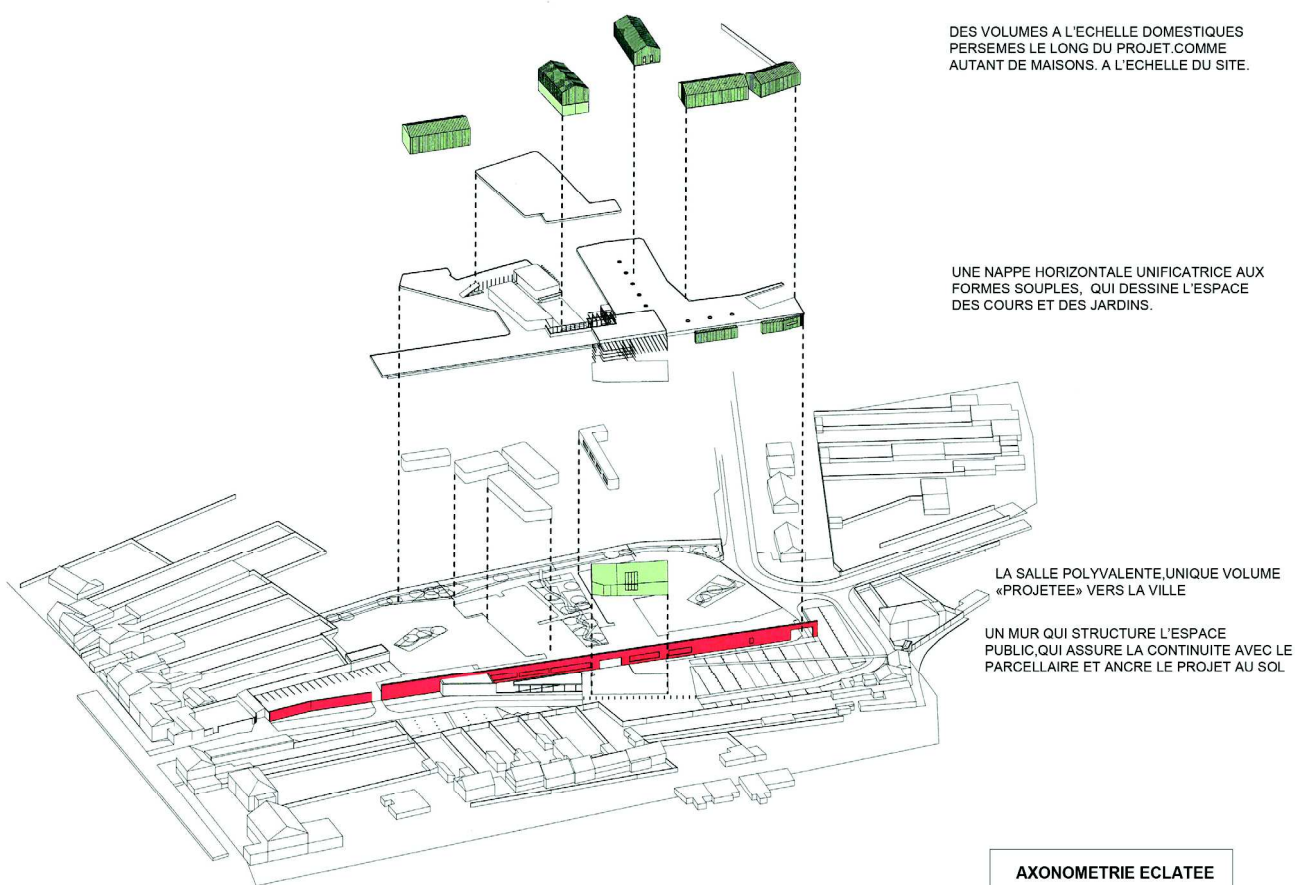 DES VOLUMES A L'ECHELLE DOMESTIQUES
PERSEMES LE LONG DU PROJET.COMME
AUTANT DE MAISONS. A L'ECHELLE DU SITE.
UNE NAPPE HORIZONTALE UNIFICATRICE AUX
FORMES SOUPLES, QUI DESSINE L'ESPACE
DES COURS ET DES JARDINS.
LA SALLE POLYVALENTE,UNIQUE VOLUME
«PROJETEE» VERS LA VILLE
UN MUR QUI STRUCTURE L'ESPACE
PUBLIC,QUI ASSURE LA CONTINUITE AVEC LE
PARCELLAIRE ET ANCRE LE PROJET AU SOL
AXONOMETRIE ECLATEE